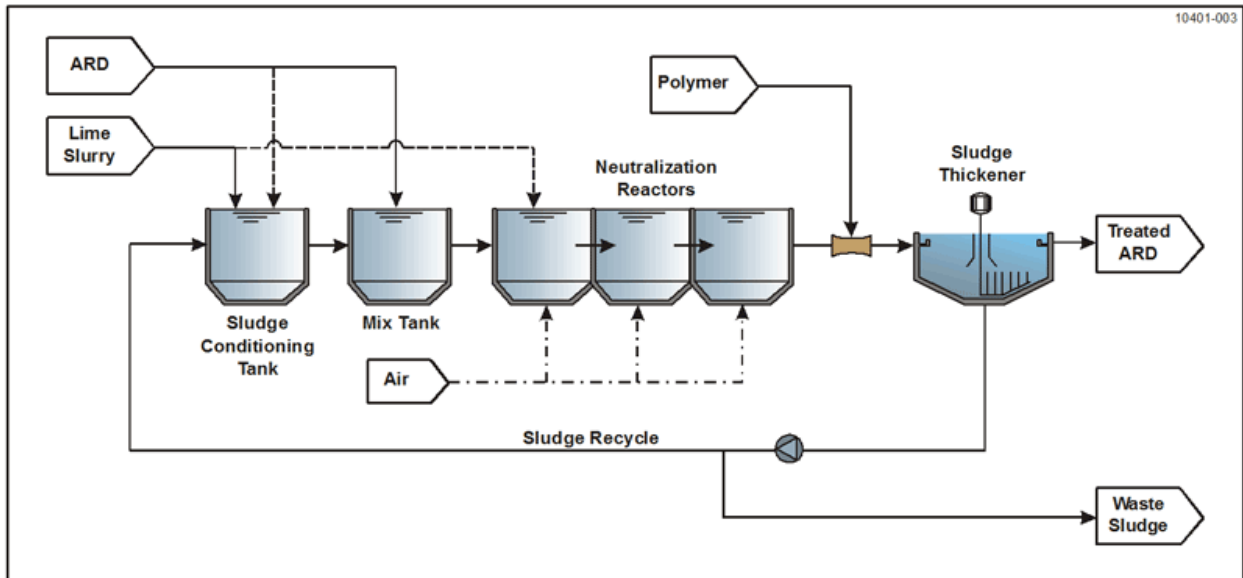 10401-003
ARD
Polymer
Lime
Slurry
Neutralization
Reactors
Sludge
Thickener
Treated
ARD
Sludge
Conditioning
Tank
Mix Tank
Air
Sludge Recycle
Waste
Sludge